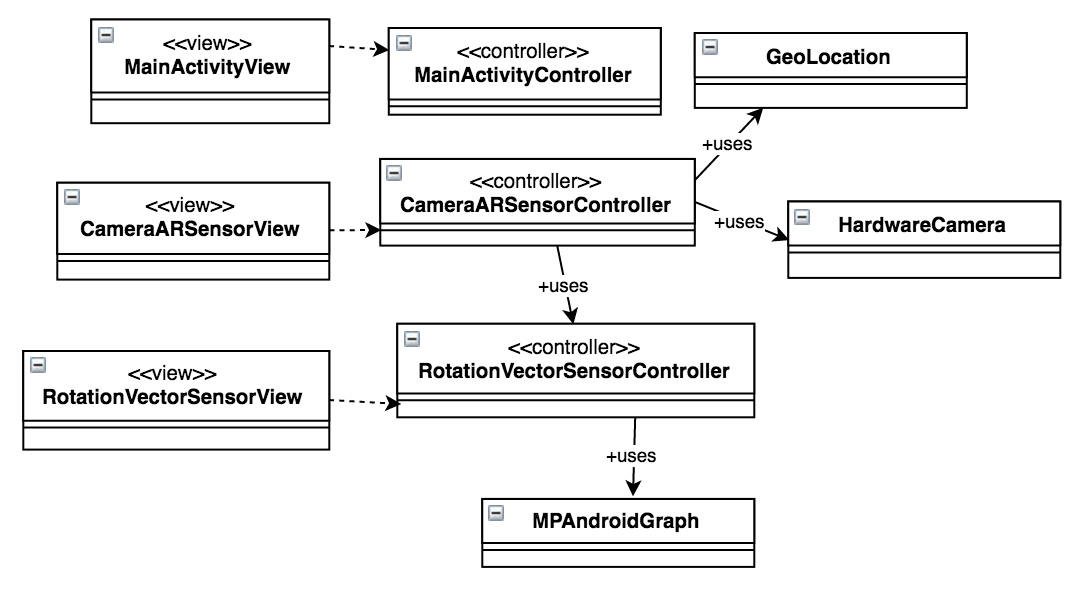 <<view>>
MainActivityView
<<controller>>
MainActivityController
GeoLocation
+uses
<<view>>
CameraARSensorView
<<controller>>
CameraARSensorController
+uses
HardwareCamera
+uses
<<view>>
RotationVectorSensorView
<<controller>>
RotationVectorSensorController
+uses
MPAndroidGraph